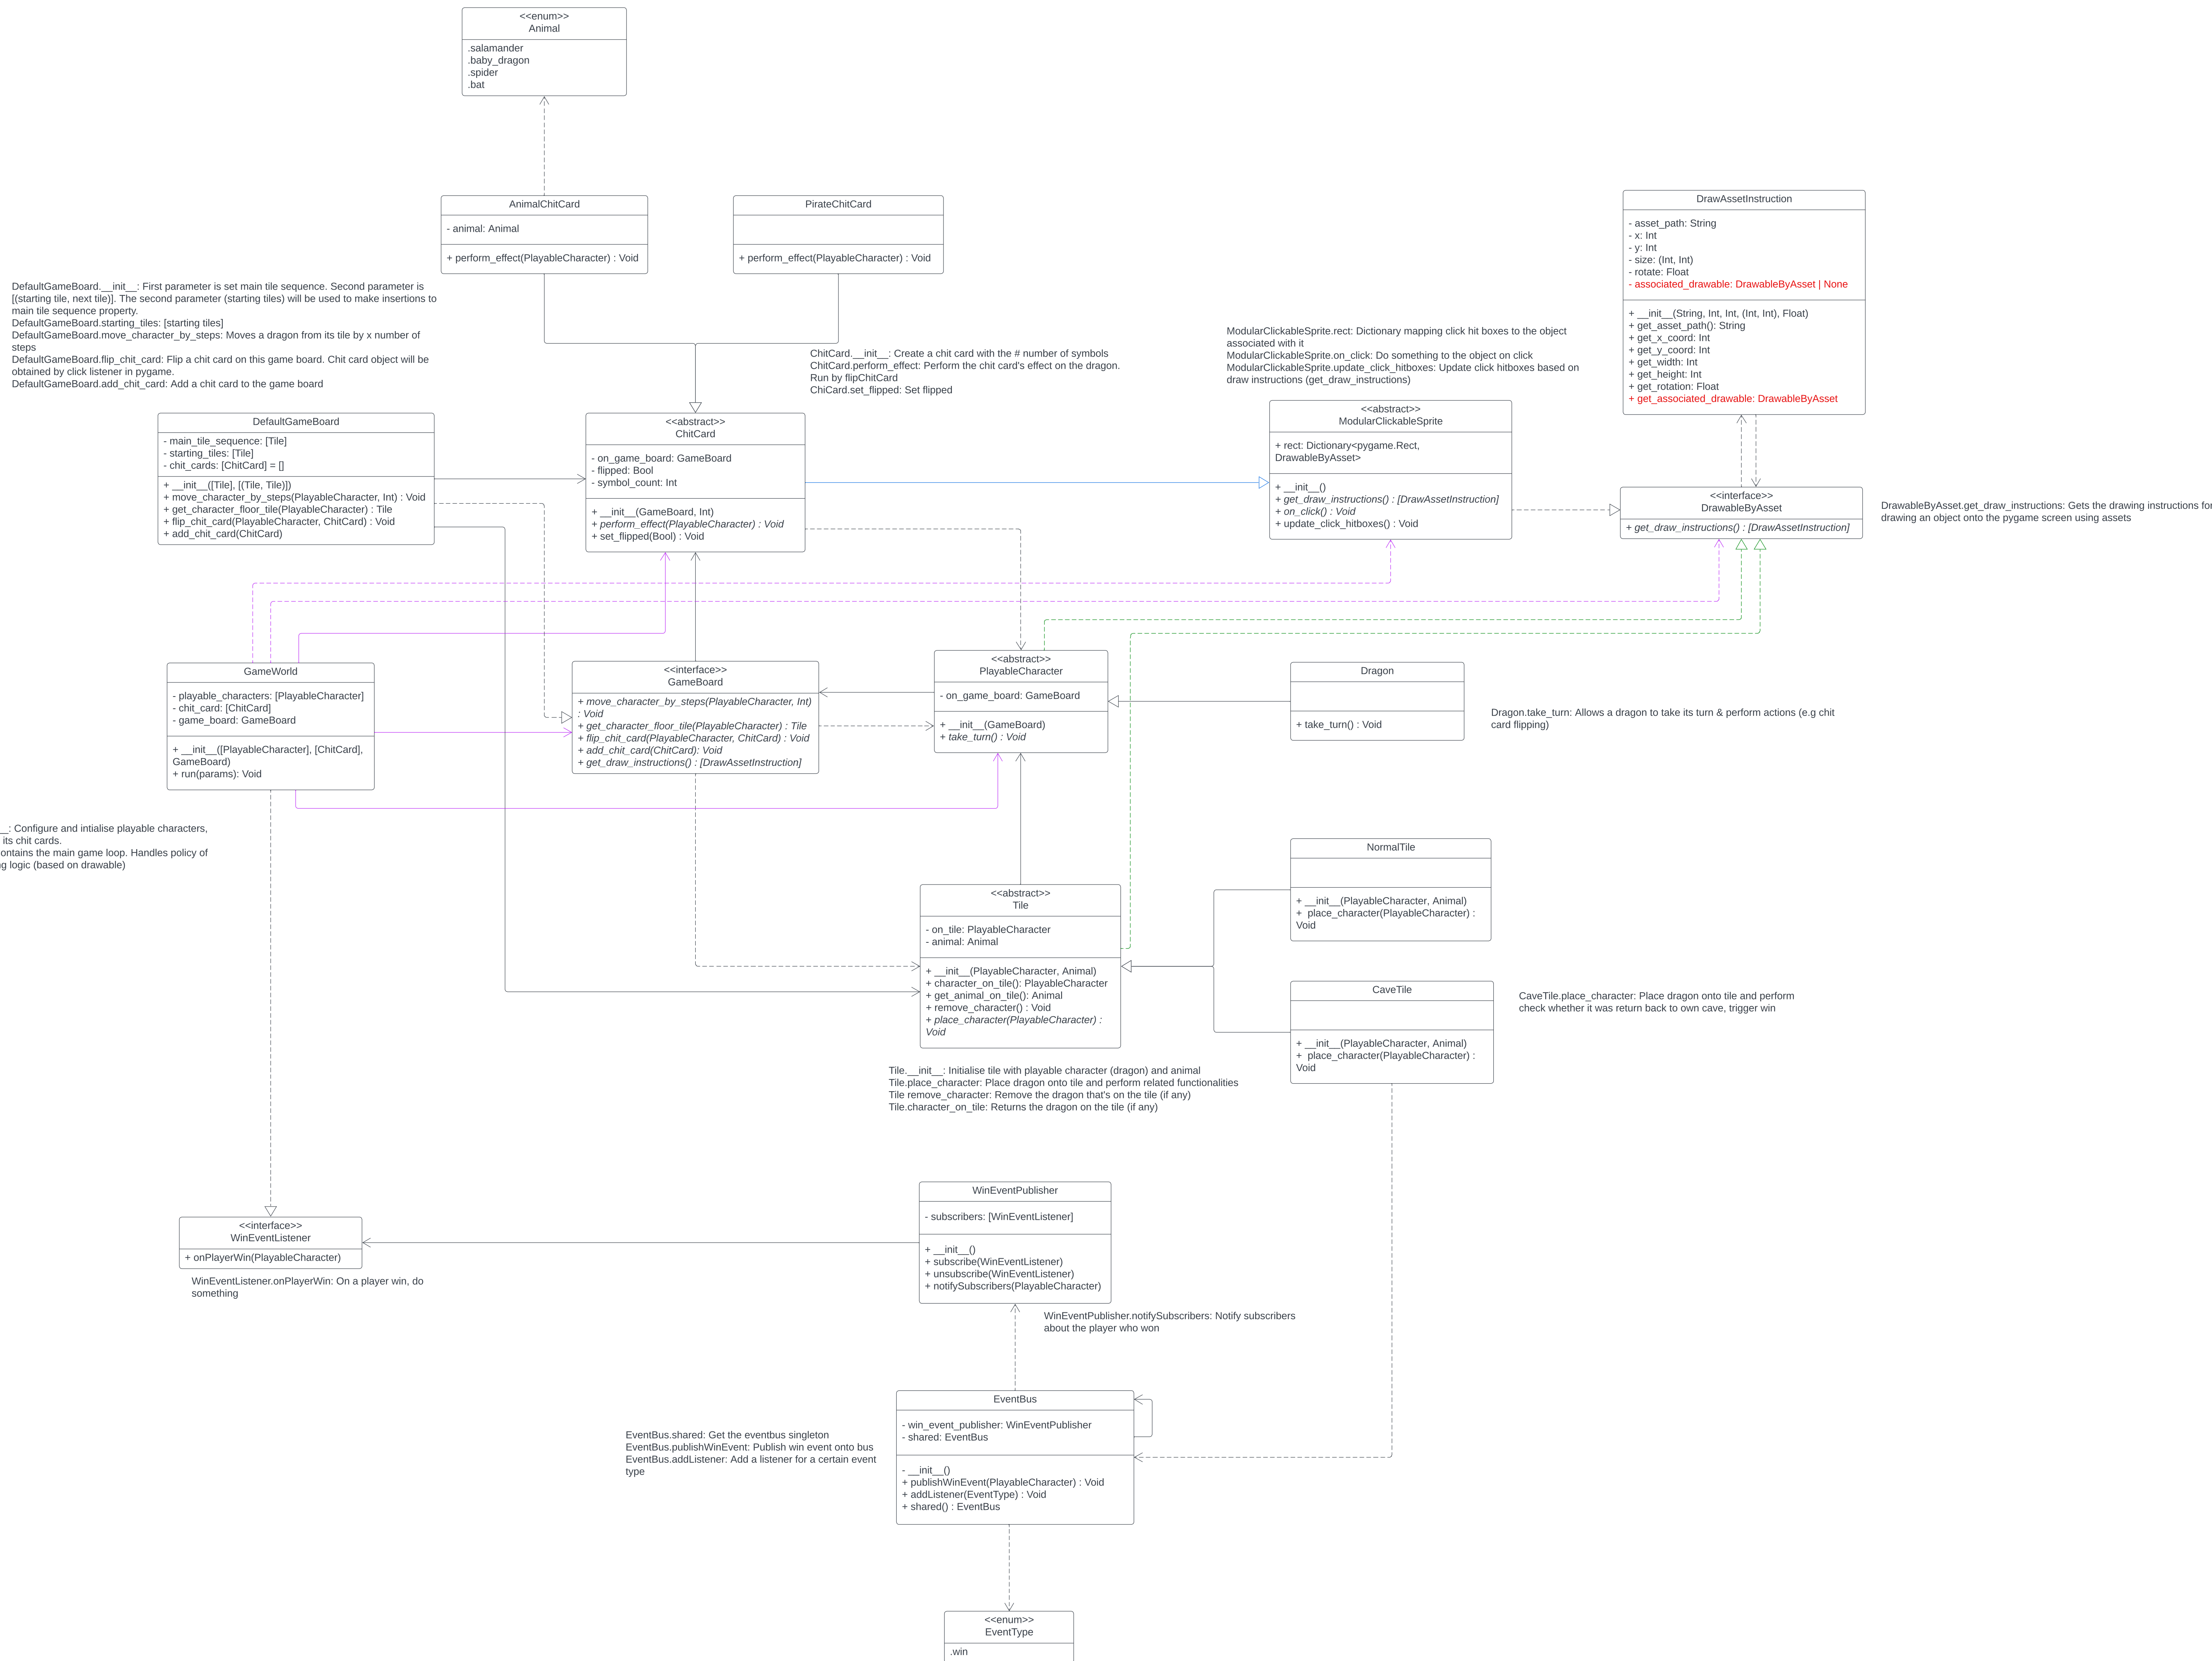 <<enum>>
Animal
.salamander
.baby_dragon
.spider
.bat
AnimalChitCard
- animal: Animal
+ perform_effect(PlayableCharacter) : Void
PirateChitCard
+ perform_effect(PlayableCharacter) : Void
DrawAssetInstruction
- asset_path: String
- x: Int
- y: Int
- size: (Int, Int)
- rotate: Float
- associated_drawable: DrawableByAsset | None
+ __init__(String, Int, Int, (Int, Int), Float)
+ get_asset_path(): String
+ get_x_coord: Int
+ get_y_coord: Int
+ get_width: Int
+ get_height: Int
+ get_rotation: Float
+ get_associated_drawable: DrawableByAsset
DefaultGameBoard.__init__: First parameter is set main tile sequence. Second parameter is
[(starting tile, next tile)]. The second parameter (starting tiles) will be used to make insertions to
main tile sequence property.
DefaultGameBoard.starting_tiles: [starting tiles]
DefaultGameBoard.move_character_by_steps: Moves a dragon from its tile by x number of
steps
DefaultGameBoard.flip_chit_card: Flip a chit card on this game board. Chit card object will be
obtained by click listener in pygame.
DefaultGameBoard.add_chit_card: Add a chit card to the game board
ChitCard.__init__: Create a chit card with the # number of symbols
ChitCard.perform_effect: Perform the chit card's effect on the dragon.
Run by flipChitCard
ChiCard.set_flipped: Set flipped
ModularClickableSprite.rect: Dictionary mapping click hit boxes to the object
associated with it
ModularClickableSprite.on_click: Do something to the object on click
ModularClickableSprite.update_click_hitboxes: Update click hitboxes based on
draw instructions (get_draw_instructions)
DefaultGameBoard
- main_tile_sequence: [Tile]
- starting_tiles: [Tile]
- chit_cards: [ChitCard] = []
+ __init__([Tile], [(Tile, Tile)])
+ move_character_by_steps(PlayableCharacter, Int) : Void
+ get_character_floor_tile(PlayableCharacter) : Tile
+ flip_chit_card(PlayableCharacter, ChitCard) : Void
+ add_chit_card(ChitCard)
<<abstract>>
ChitCard
- on_game_board: GameBoard
- flipped: Bool
- symbol_count: Int
+ __init__(GameBoard, Int)
+ perform_effect(PlayableCharacter) : Void
+ set_flipped(Bool) : Void
<<abstract>>
ModularClickableSprite
+ rect: Dictionary<pygame.Rect,
DrawableByAsset>
+ __init__()
+ get_draw_instructions() : [DrawAssetInstruction]
+ on_click() : Void
+ update_click_hitboxes() : Void
<<interface>>
DrawableByAsset
+ get_draw_instructions() : [DrawAssetInstruction]
DrawableByAsset.get_draw_instructions: Gets the drawing instructions for
drawing an object onto the pygame screen using assets
GameWorld
- playable_characters: [PlayableCharacter]
- chit_card: [ChitCard]
- game_board: GameBoard
+ __init__([PlayableCharacter], [ChitCard],
GameBoard)
+ run(params): Void
<<interface>>
GameBoard
+ move_character_by_steps(PlayableCharacter, Int)
: Void
+ get_character_floor_tile(PlayableCharacter) : Tile
+ flip_chit_card(PlayableCharacter, ChitCard) : Void
+ add_chit_card(ChitCard): Void
+ get_draw_instructions() : [DrawAssetInstruction]
<<abstract>>
PlayableCharacter
- on_game_board: GameBoard
+ __init__(GameBoard)
+ take_turn() : Void
Dragon
+ take_turn() : Void
Dragon.take_turn: Allows a dragon to take its turn & perform actions (e.g chit
card flipping)
__: Configure and intialise playable characters,
its chit cards.
ontains the main game loop. Handles policy of
logic (based on drawable)
NormalTile
+ __init__(PlayableCharacter, Animal)
+  place_character(PlayableCharacter) :
Void
<<abstract>>
Tile
- on_tile: PlayableCharacter
- animal: Animal
+ __init__(PlayableCharacter, Animal)
+ character_on_tile(): PlayableCharacter
+ get_animal_on_tile(): Animal
+ remove_character() : Void
+ place_character(PlayableCharacter) :
Void
CaveTile
+ __init__(PlayableCharacter, Animal)
+  place_character(PlayableCharacter) :
Void
CaveTile.place_character: Place dragon onto tile and perform
check whether it was return back to own cave, trigger win
Tile.__init__: Initialise tile with playable character (dragon) and animal
Tile.place_character: Place dragon onto tile and perform related functionalities
Tile remove_character: Remove the dragon that's on the tile (if any)
Tile.character_on_tile: Returns the dragon on the tile (if any)
WinEventPublisher
- subscribers: [WinEventListener]
+ __init__()
+ subscribe(WinEventListener)
+ unsubscribe(WinEventListener)
+ notifySubscribers(PlayableCharacter)
<<interface>>
WinEventListener
+ onPlayerWin(PlayableCharacter)
WinEventListener.onPlayerWin: On a player win, do
something
WinEventPublisher.notifySubscribers: Notify subscribers
about the player who won
EventBus
- win_event_publisher: WinEventPublisher
- shared: EventBus
- __init__()
+ publishWinEvent(PlayableCharacter) : Void
+ addListener(EventType) : Void
+ shared() : EventBus
EventBus.shared: Get the eventbus singleton
EventBus.publishWinEvent: Publish win event onto bus
EventBus.addListener: Add a listener for a certain event
type
<<enum>>
EventType
.win